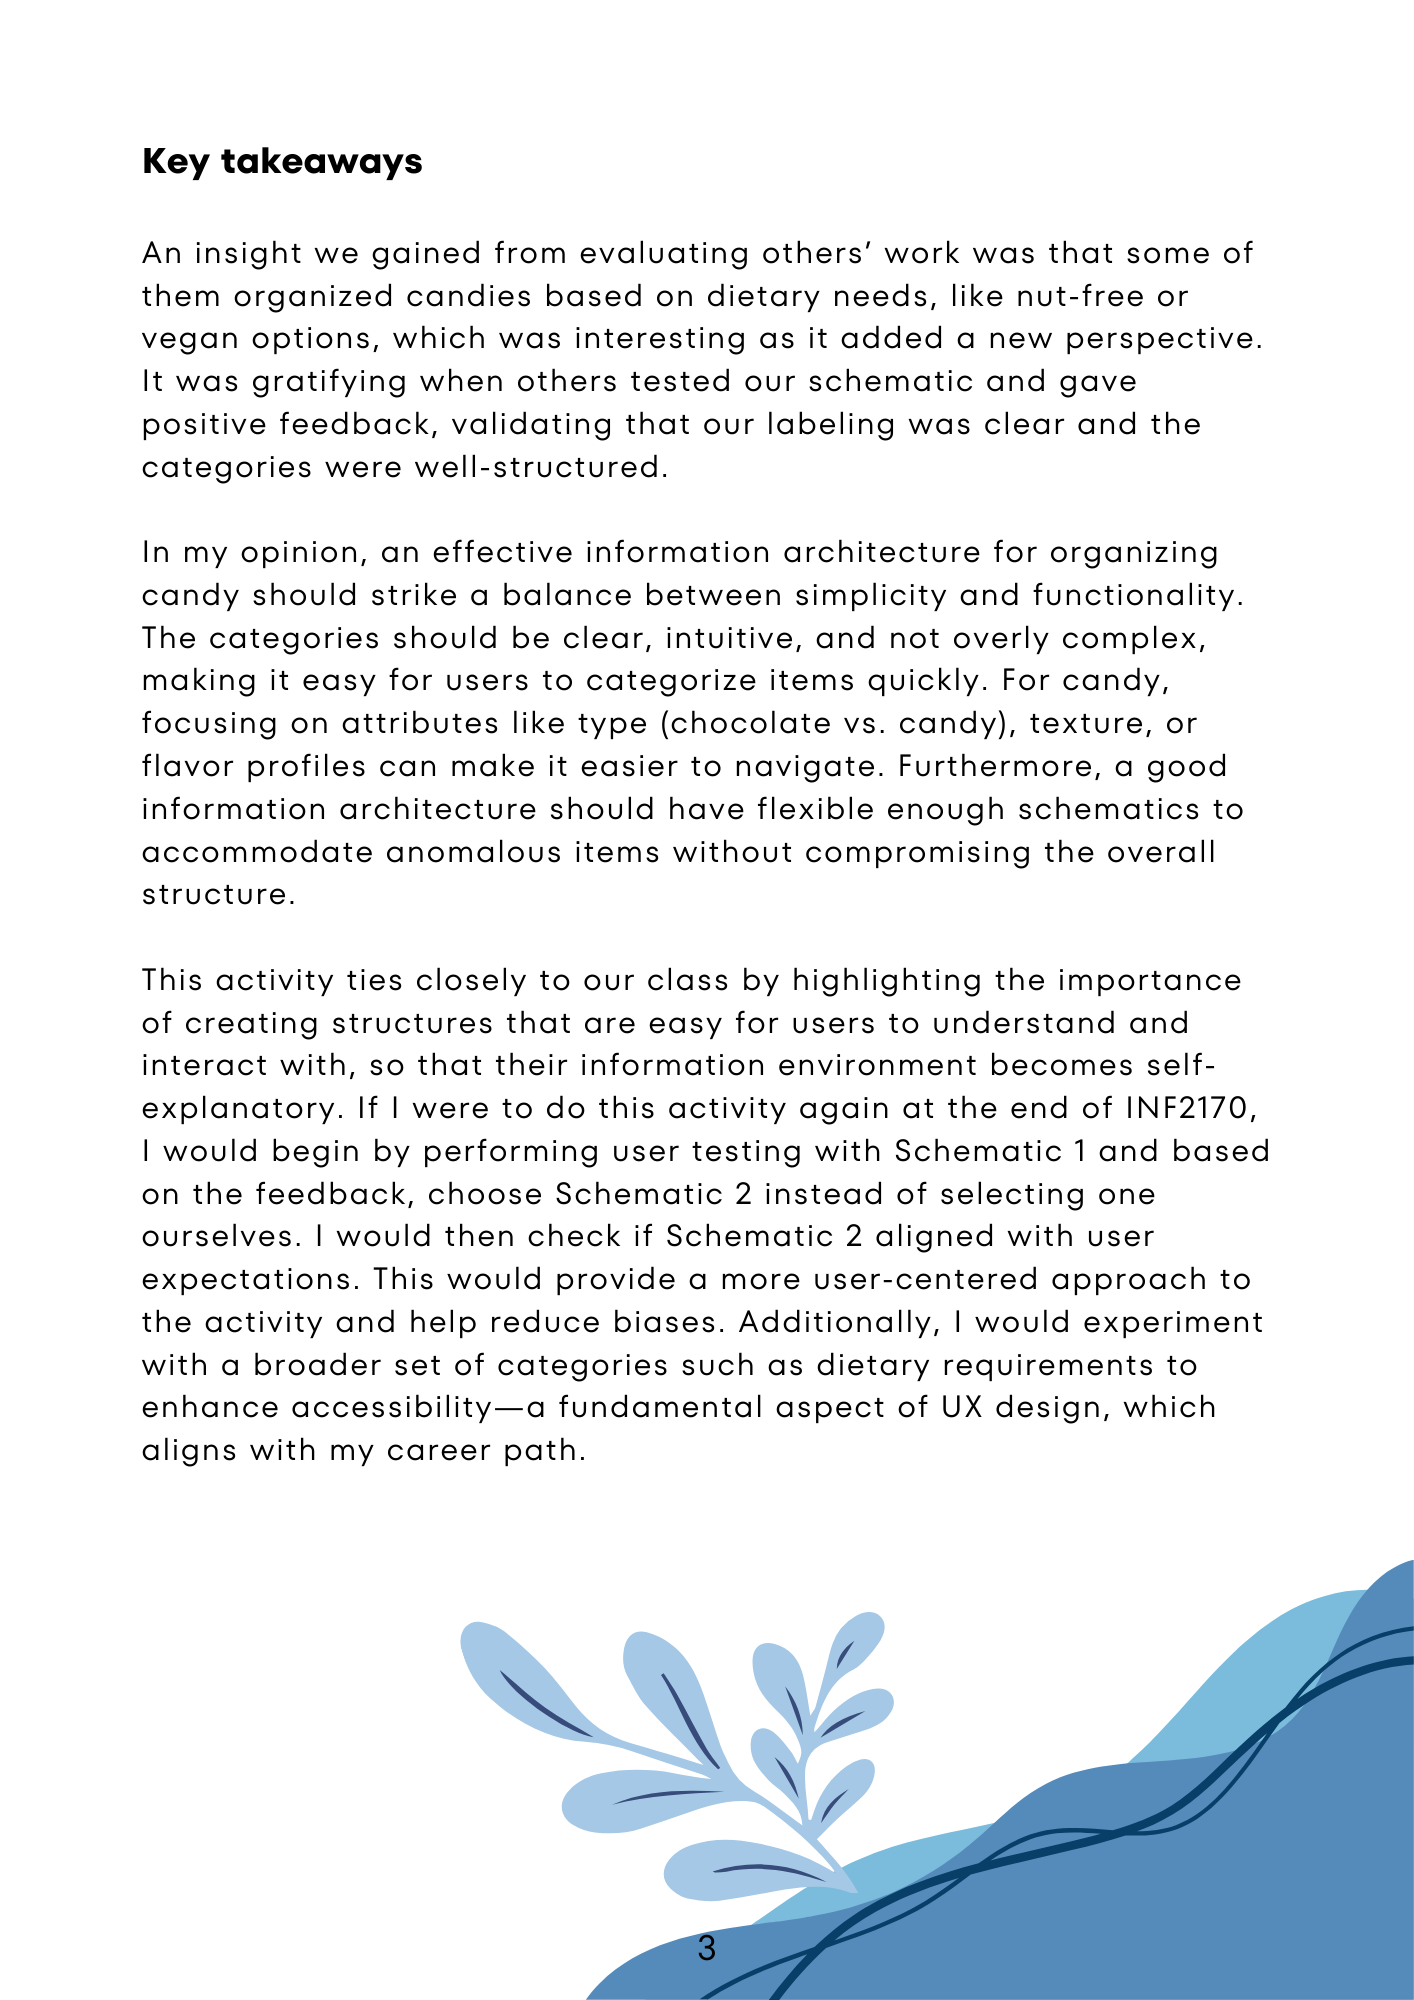 Key takeaways
An insight we gained from evaluating others’ work was that some of
them organized candies based on dietary needs, like nut-free or
vegan options, which was interesting as it added a new perspective.
It was gratifying when others tested our schematic and gave
positive feedback, validating that our labeling was clear and the
categories were well-structured.
In my opinion, an effective information architecture for organizing
candy should strike a balance between simplicity and functionality.
The categories should be clear, intuitive, and not overly complex,
making it easy for users to categorize items quickly. For candy,
focusing on attributes like type (chocolate vs. candy), texture, or
flavor profiles can make it easier to navigate. Furthermore, a good
information architecture should have flexible enough schematics to
accommodate anomalous items without compromising the overall
structure.
This activity ties closely to our class by highlighting the importance
of creating structures that are easy for users to understand and
interact with, so that their information environment becomes self-
explanatory. If I were to do this activity again at the end of INF2170,
I would begin by performing user testing with Schematic 1 and based
on the feedback, choose Schematic 2 instead of selecting one
ourselves. I would then check if Schematic 2 aligned with user
expectations. This would provide a more user-centered approach to
the activity and help reduce biases. Additionally, I would experiment
with a broader set of categories such as dietary requirements to
enhance accessibility—a fundamental aspect of UX design, which
aligns with my career path.
3